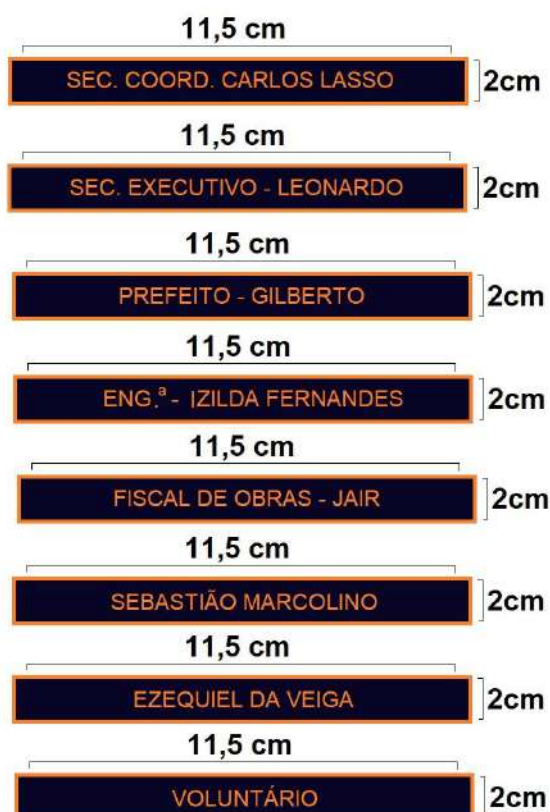 11,5 cm
SEC. COORD. CARLOS LASSO 2cm
11,5 cm
SEC. EXECUTIVO - LEONARDO 2cm
11,5 cm
PREFEITO - GILBERTO 2cm
11,5 cm
ENG.ª - IZILDA FERNANDES 2cm
11,5 cm
FISCAL DE OBRAS - JAIR 2cm
11,5 cm
SEBASTIÃO MARCOLINO 2cm
11,5 cm
EZEQUIEL DA VEIGA 2cm
11,5 cm
VOLUNTÁRIO 2cm